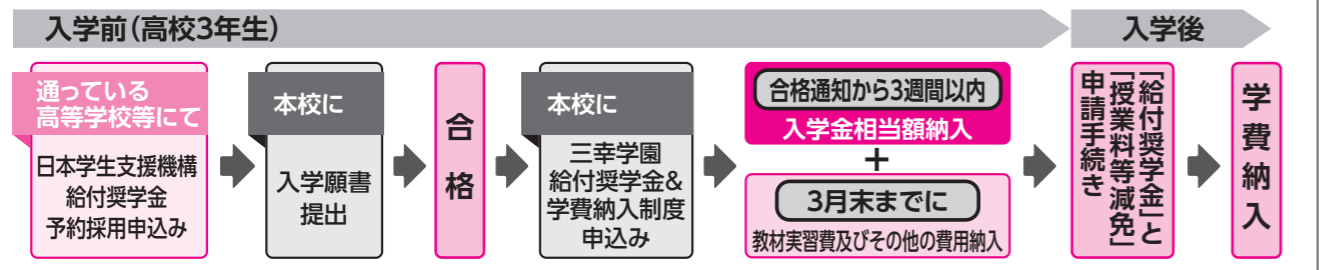 入学前(高校3年生)
入学後
通っている
高等学校等にて
日本学生支援機構
給付奨学金
予約採用申込み
本校に
入学願書
提出
合格
本校に
三幸学園
給付奨学金&
学費納入制度
申込み
合格通知から3週間以内
入学金相当額納入
+
3月末までに
教材実習費及びその他の費用納入
「給付奨学金」と
「授業料等減免」
申請手続き
学費納入